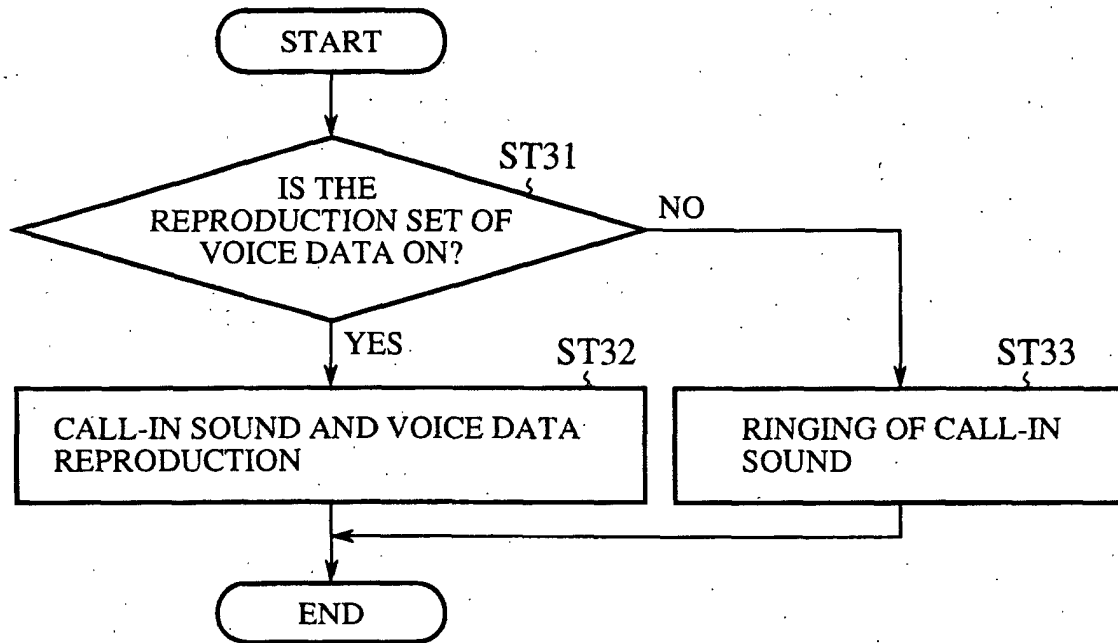 START
ST31
IS THE
REPRODUCTION SET OF
VOICE DATA ON?
NO
YES
ST32
CALL-IN SOUND AND VOICE DATA
REPRODUCTION
ST33
RINGING OF CALL-IN
SOUND
END